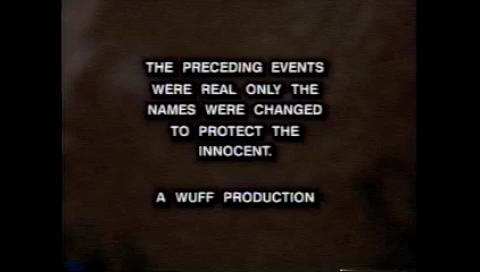 THE PRECEDING EVENTS
WERE REAL ONLY THE
NAMES WERE CHANGED
TO PROTECT THE
INNOCENT.
A WUFF PRODUCTION